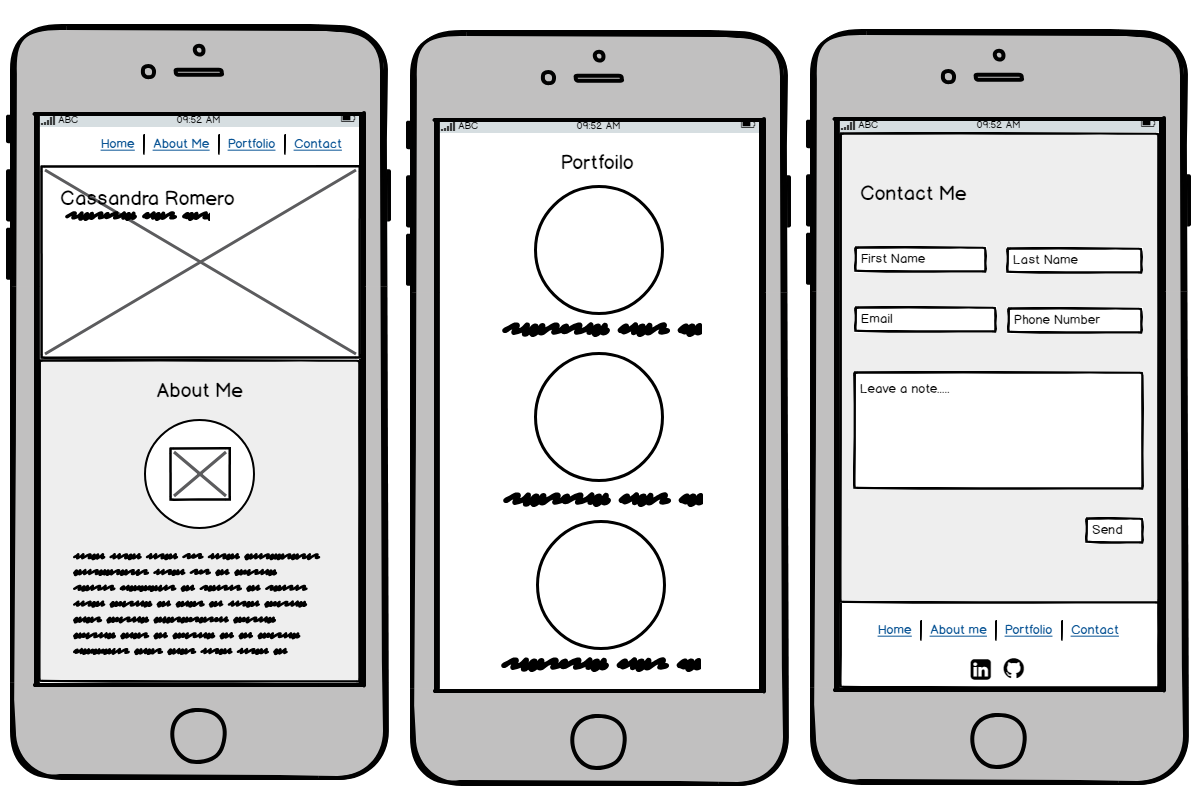 ABC 09:52 AM
Home About Me Portfolio Contact
Cassandra Romero
About Me
ABC 09:52 AM
Portfoilo
ABC 09:52 AM
Contact Me
First Name Last Name
Email Phone Number
Leave a note.....
Send
Home About me Portfolio Contact
in